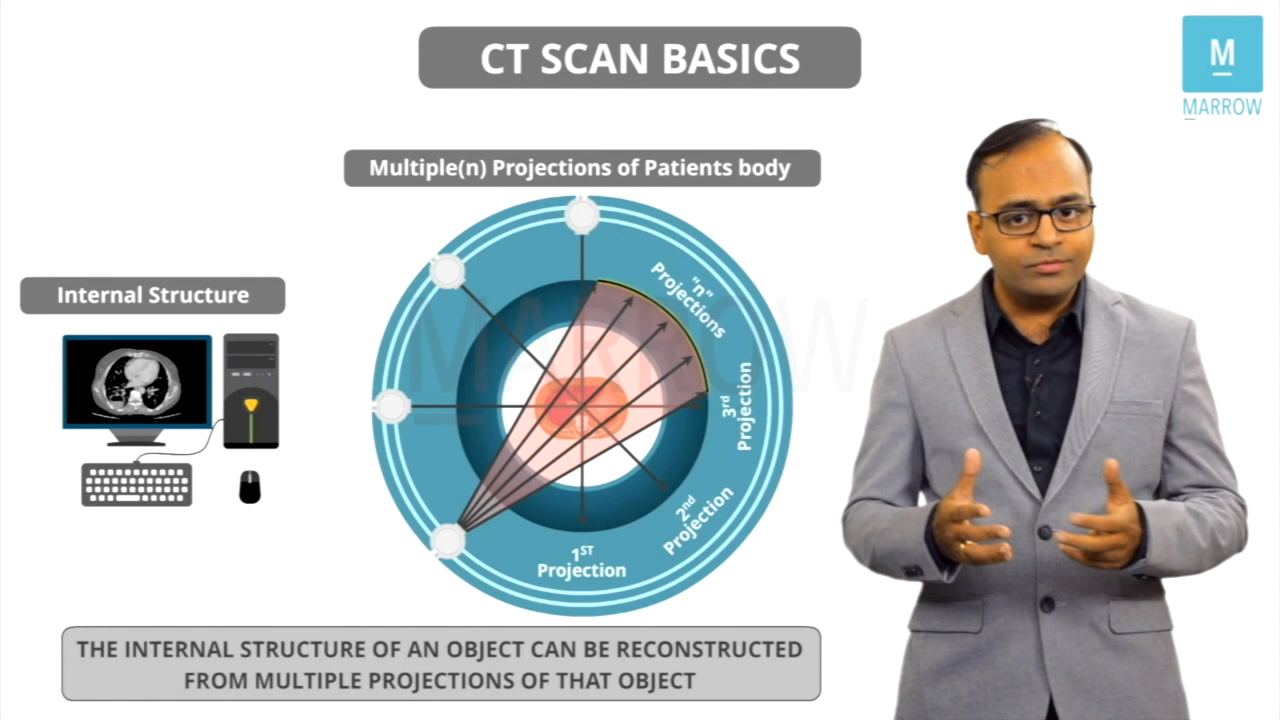 CT SCAN BASICS
M
MARROW
Multiple(n) Projections of Patients body
Internal Structure
"n"
Projections
3rd
Projection
2nd
Projection
1ST
Projection
MARROW
THE INTERNAL STRUCTURE OF AN OBJECT CAN BE RECONSTRUCTED
FROM MULTIPLE PROJECTIONS OF THAT OBJECT